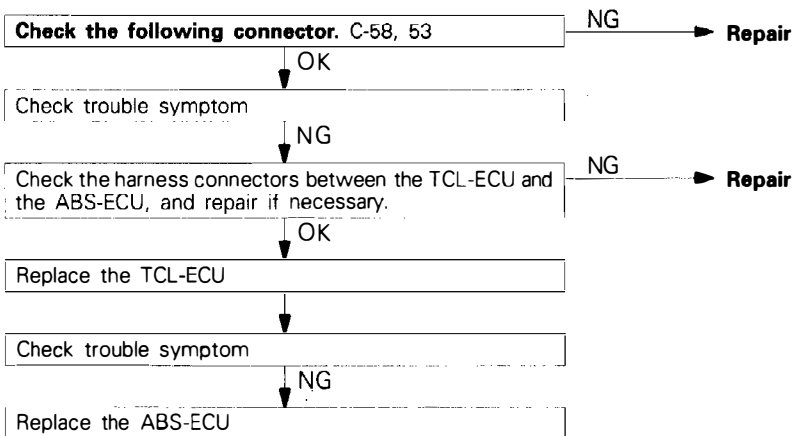 Check the following connector. C-58, 53
NG
Repair
OK
Check trouble symptom
NG
Check the harness connectors between the TCL-ECU and
the ABS-ECU, and repair if necessary.
NG
Repair
OK
Replace the TCL-ECU
Check trouble symptom
NG
Replace the ABS-ECU